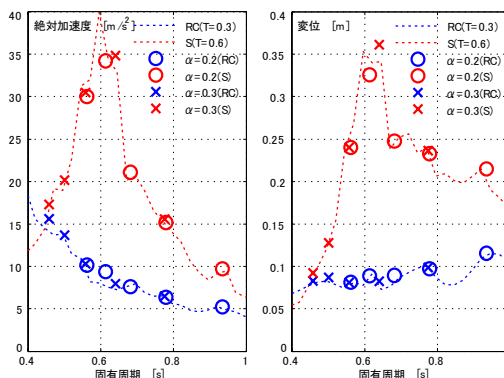 絶対加速度 [m/s²]
RC(T=0.3)
S(T=0.6)
α=0.2(RC)
α=0.2(S)
α=0.3(RC)
α=0.3(S)
40
35
30
25
20
15
10
5
0
0.4 0.6 0.8 1
固有周期 [s]
変位 [m]
RC(T=0.3)
S(T=0.6)
α=0.2(RC)
α=0.2(S)
α=0.3(RC)
α=0.3(S)
0.4
0.35
0.3
0.25
0.2
0.15
0.1
0.05
0
0.4 0.6 0.8
固有周期 [s]